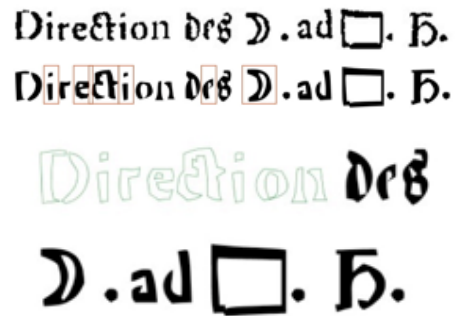 Direction des ☽. ad □. ♄.
Direction des ☽. ad □. ♄.
Direction des
☽. ad □. ♄.